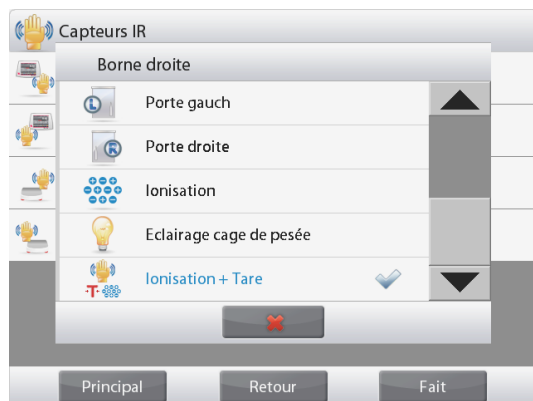 Capteurs IR
Borne droite
Porte gauch
L
Porte droite
R
Ionisation
Eclairage cage de pesée
Ionisation + Tare
·T·
Principal
Retour
Fait